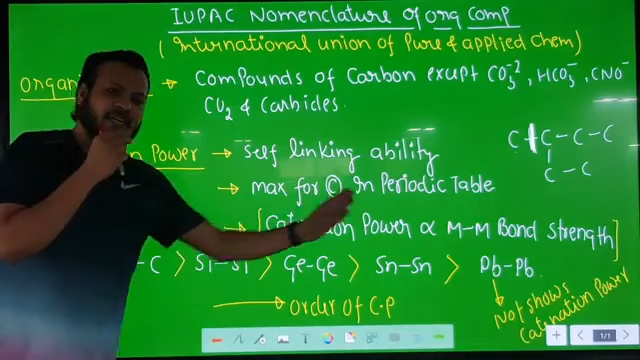 IUPAC Nomenclature of org Comp
(International union of Pure & applied Chem)
Organi → Compounds of Carbon except CO₃⁻², HCO₃⁻, CNO⁻
CO₂ & Carbides.
n Power → Self linking ability
→ max for © in Periodic Table
C-C-C-C
C-C
[Catenation Power ∝ M-M Bond Strength]
-C > Si-Si > Ge-Ge > Sn-Sn > Pb-Pb.
→ order of C.P
Not shows
Catenation Power
T
1/1